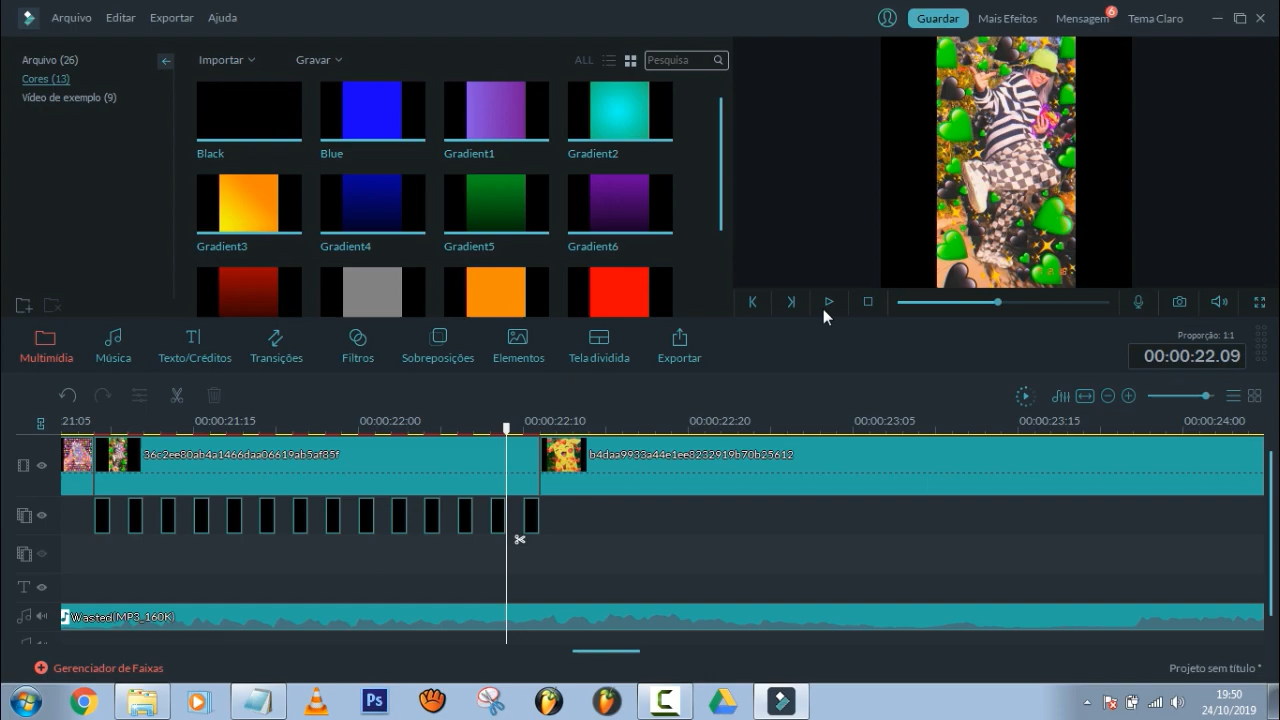 Arquivo Editar Exportar Ajuda
Guardar Mais Efeitos Mensagem 6 Tema Claro
Arquivo (26)
Cores (13)
Vídeo de exemplo (9)
Importar Gravar ALL Pesquisa
Black Blue Gradient1 Gradient2
Gradient3 Gradient4 Gradient5 Gradient6
Multimídia Música Texto/Créditos Transições Filtros Sobreposições Elementos Tela dividida Exportar
Proporção: 1:1
00:00:22.09
21:05 00:00:21:15 00:00:22:00 00:00:22:10 00:00:22:20 00:00:23:05 00:00:23:15 00:00:24:00
36c2ee80ab4a1466daa06619ab5af85f b4daa9933a44e1ee8232919b70b25612
Wasted(MP3_160K)
Gerenciador de Faixas Projeto sem título *
Ps
19:50
24/10/2019